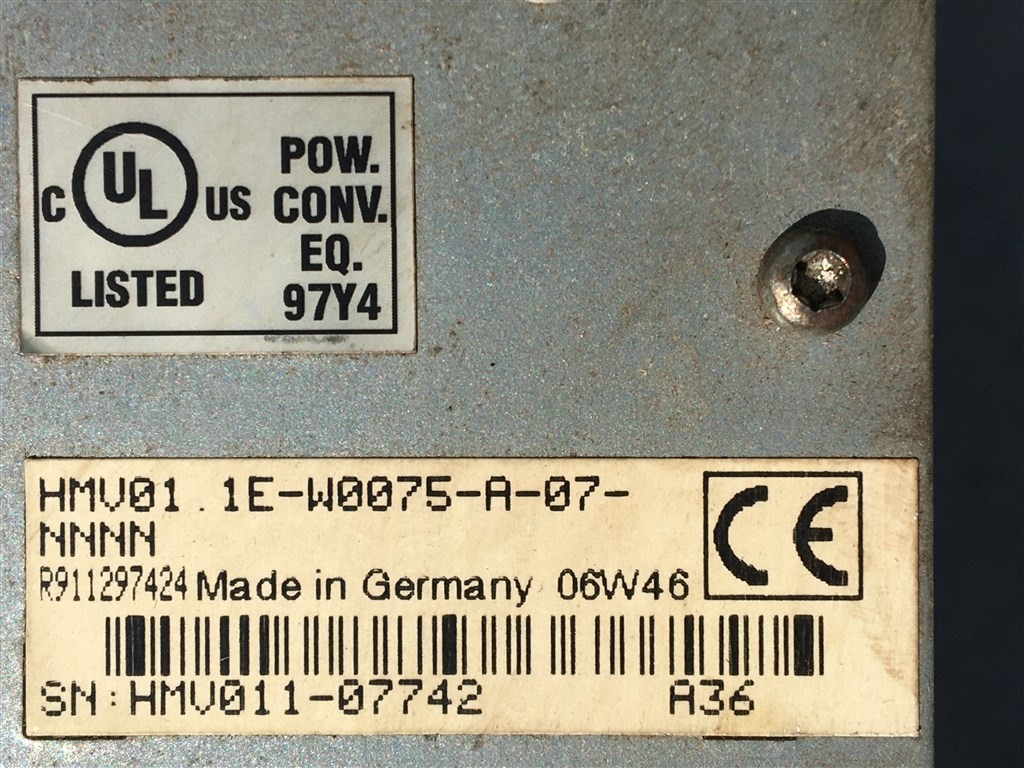 C UL US
LISTED
POW.
CONV.
EQ.
97Y4
HMV01.1E-W0075-A-07-
NNNN
R911297424 Made in Germany 06W46
CE
SN:HMV011-07742 A36